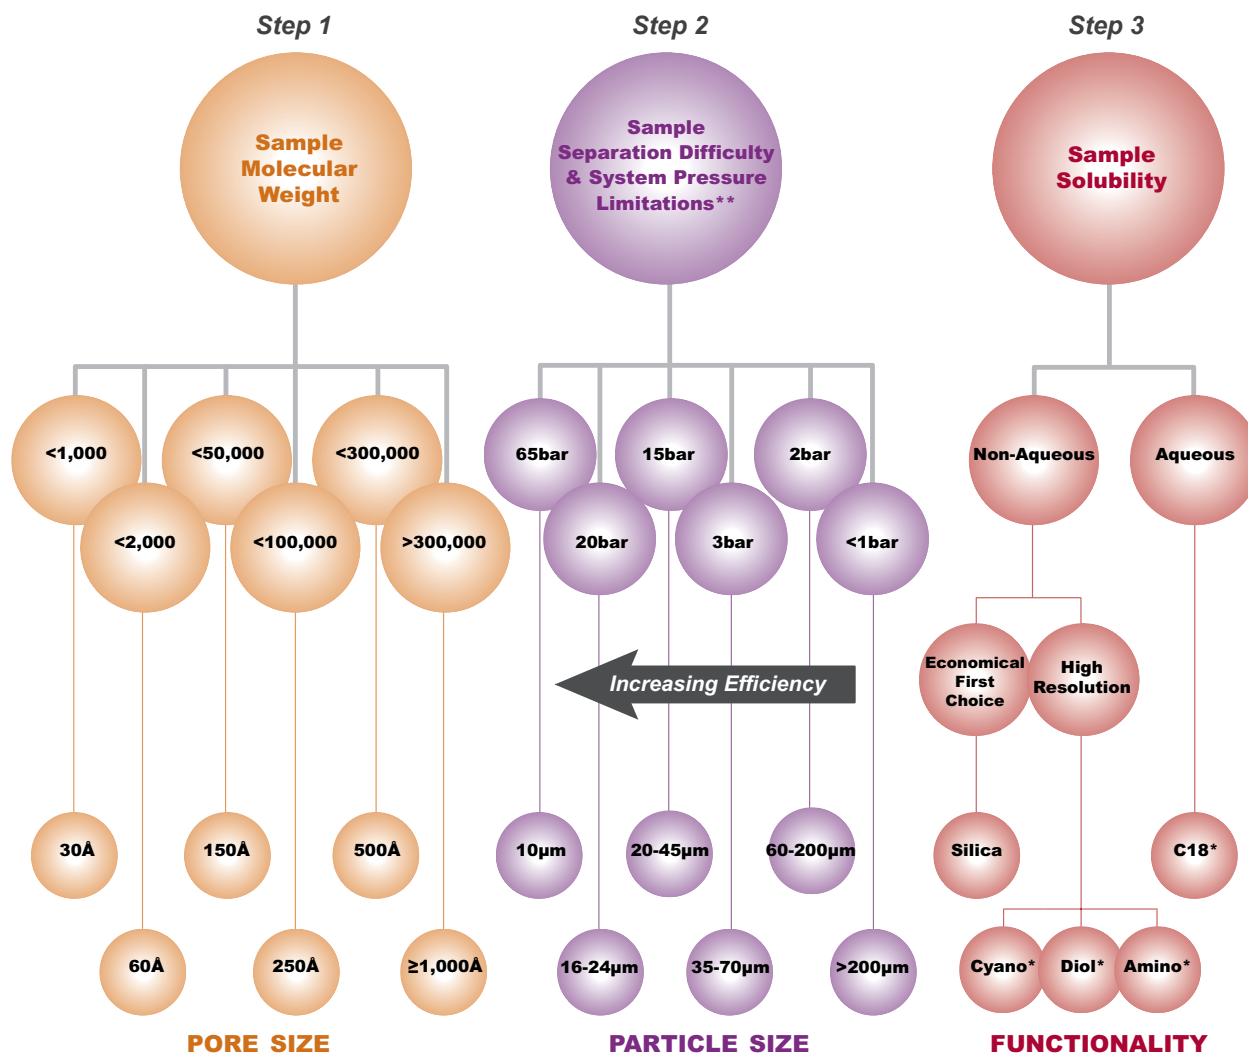 Step 1
Step 2
Step 3
Sample
Molecular
Weight
Sample
Separation Difficulty
& System Pressure
Limitations**
Sample
Solubility
<1,000
<50,000
<300,000
<2,000
<100,000
>300,000
65bar
15bar
2bar
20bar
3bar
<1bar
Non-Aqueous
Aqueous
Increasing Efficiency
Economical
First
Choice
High
Resolution
30Å
150Å
500Å
60Å
250Å
≥1,000Å
10µm
20-45µm
60-200µm
16-24µm
35-70µm
>200µm
Silica
C18*
Cyano*
Diol*
Amino*
PORE SIZE
PARTICLE SIZE
FUNCTIONALITY